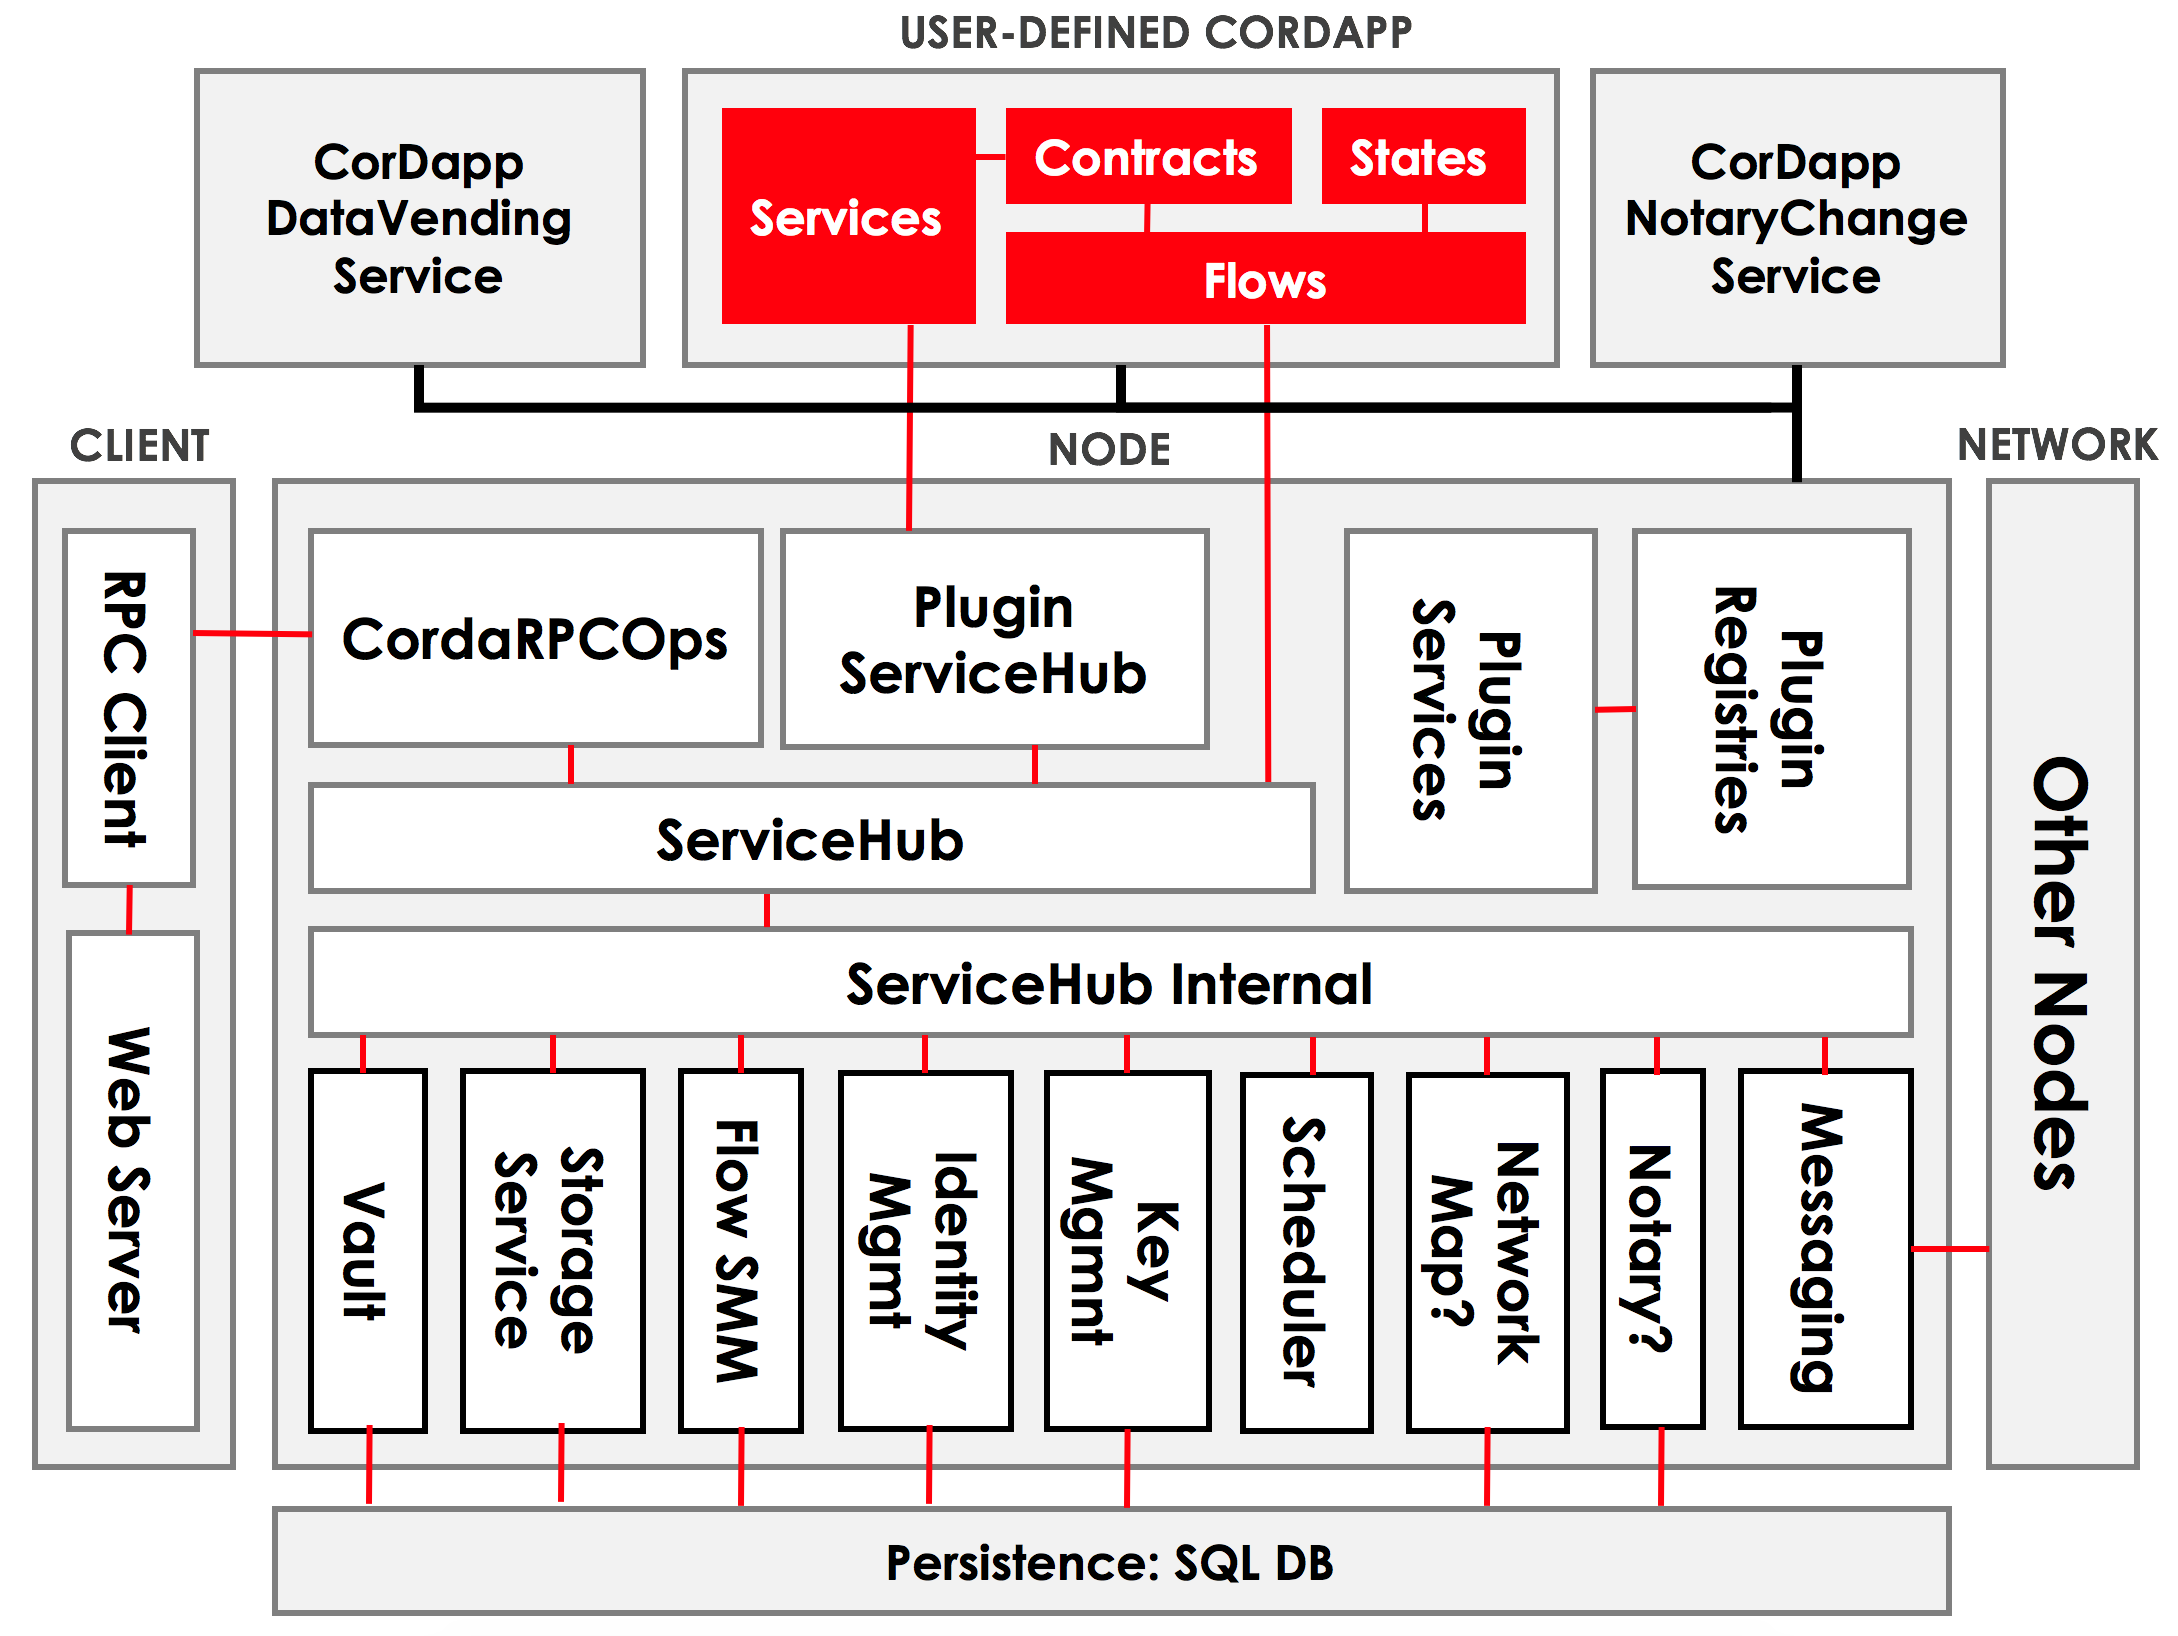 USER-DEFINED CORDAPP
CorDapp
DataVending
Service
Services
Contracts
States
Flows
CorDapp
NotaryChange
Service
CLIENT
NODE
NETWORK
RPC Client
Web Server
CordaRPCOps
Plugin
ServiceHub
Plugin
Services
Plugin
Registries
ServiceHub
ServiceHub Internal
Vault
Storage
Service
Flow SMM
Identity
Mgmt
Key
Mgmnt
Scheduler
Network
Map?
Notary?
Messaging
Other Nodes
Persistence: SQL DB